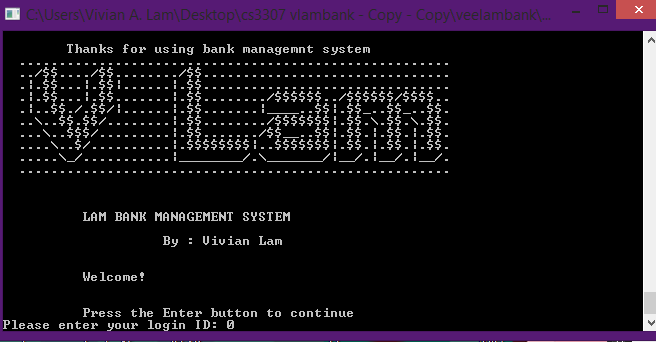 C:\Users\Vivian A. Lam\Desktop\cs3307 vlambank - Copy - Copy\veelambank\...
Thanks for using bank managemnt system
V Lam
LAM BANK MANAGEMENT SYSTEM
By : Vivian Lam
Welcome!
Press the Enter button to continue
Please enter your login ID: 0